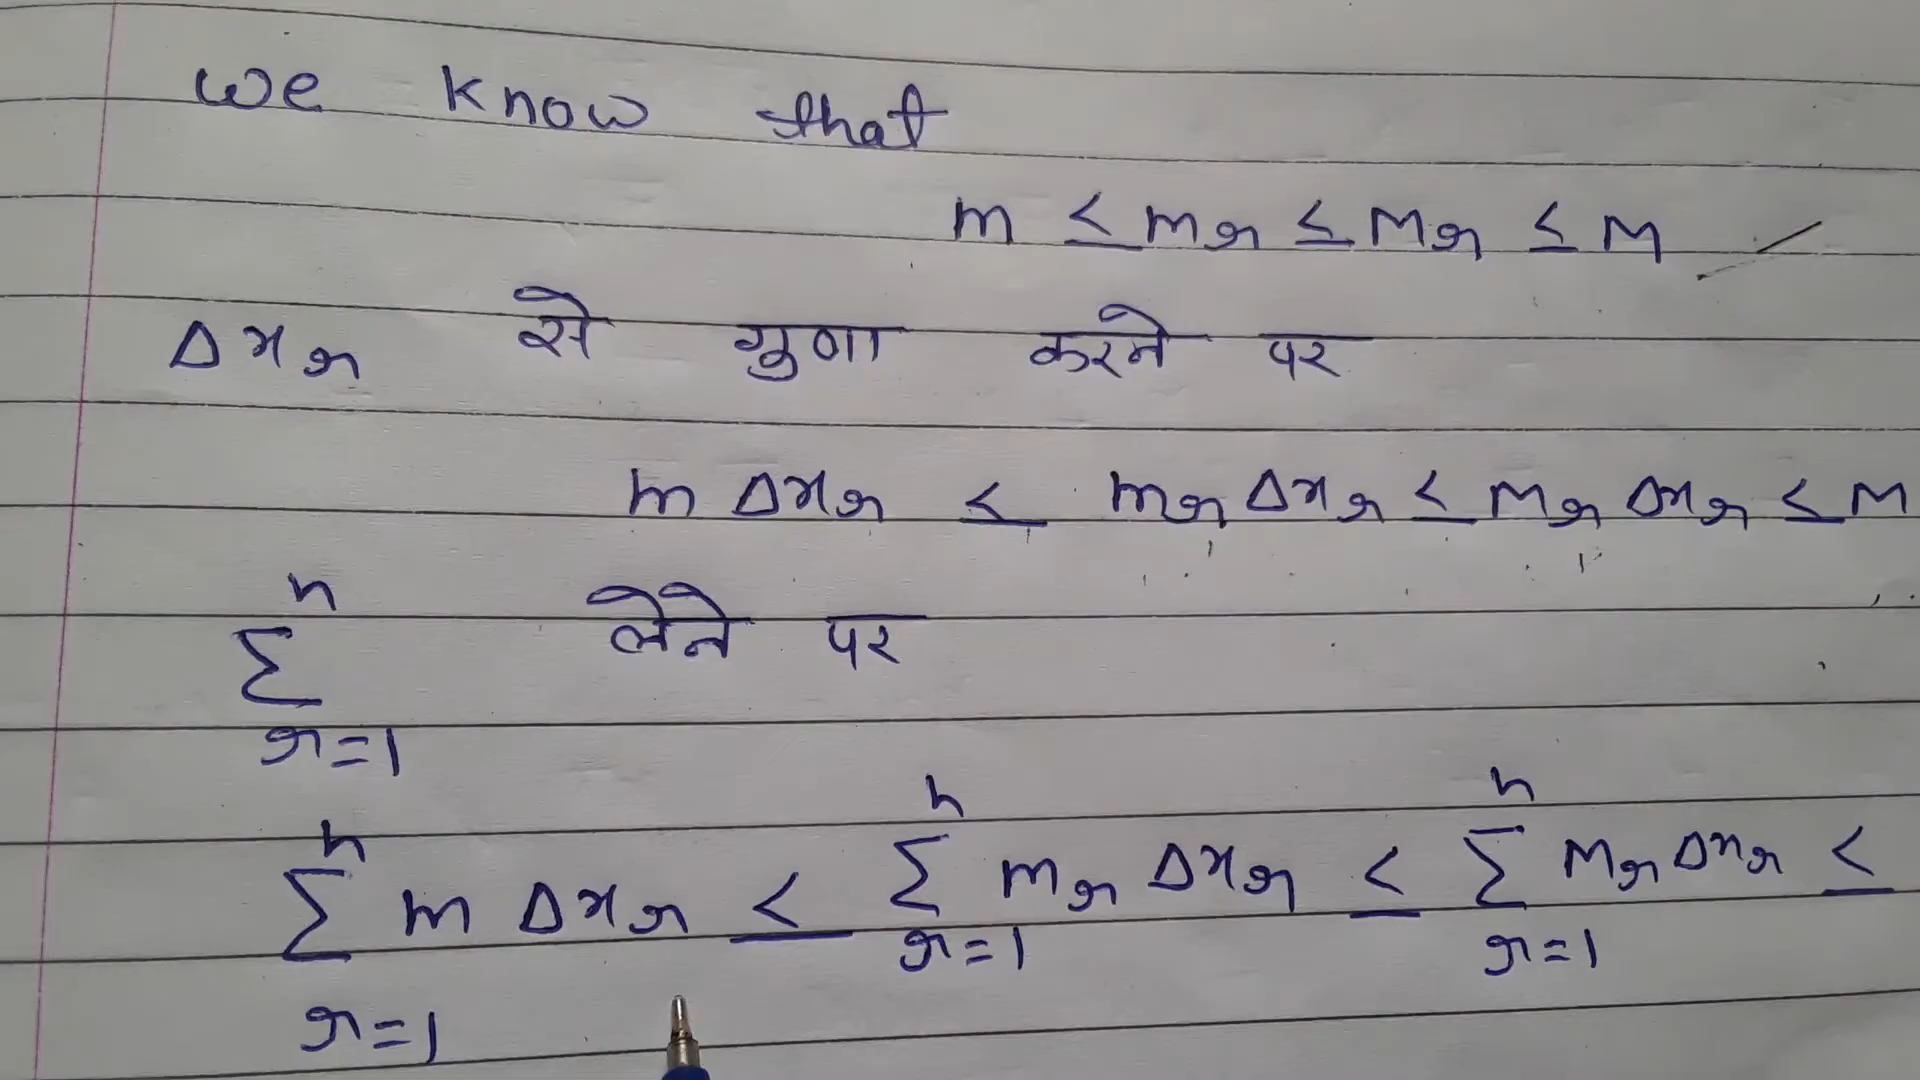 we know that
m ≤ mr ≤ Mr ≤ M
Δxr से गुणा करने पर
m Δxr ≤ mr Δxr ≤ Mr Δxr ≤ M
n
Σ लेने पर
r=1
n n n
Σ m Δxr ≤ Σ mr Δxr ≤ Σ Mr Δxr ≤
r=1 r=1 r=1